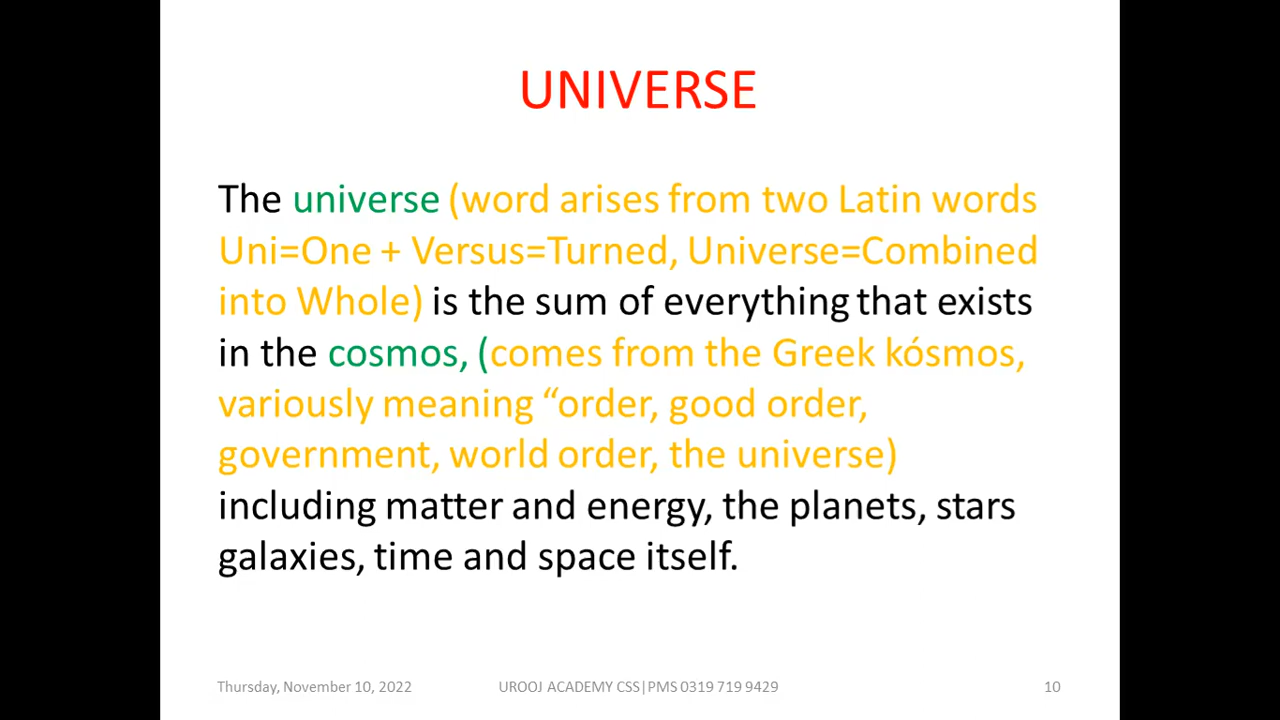 UNIVERSE
The universe (word arises from two Latin words
Uni=One + Versus=Turned, Universe=Combined
into Whole) is the sum of everything that exists
in the cosmos, (comes from the Greek kósmos,
variously meaning “order, good order,
government, world order, the universe)
including matter and energy, the planets, stars
galaxies, time and space itself.
Thursday, November 10, 2022 UROOJ ACADEMY CSS|PMS 0319 719 9429 10